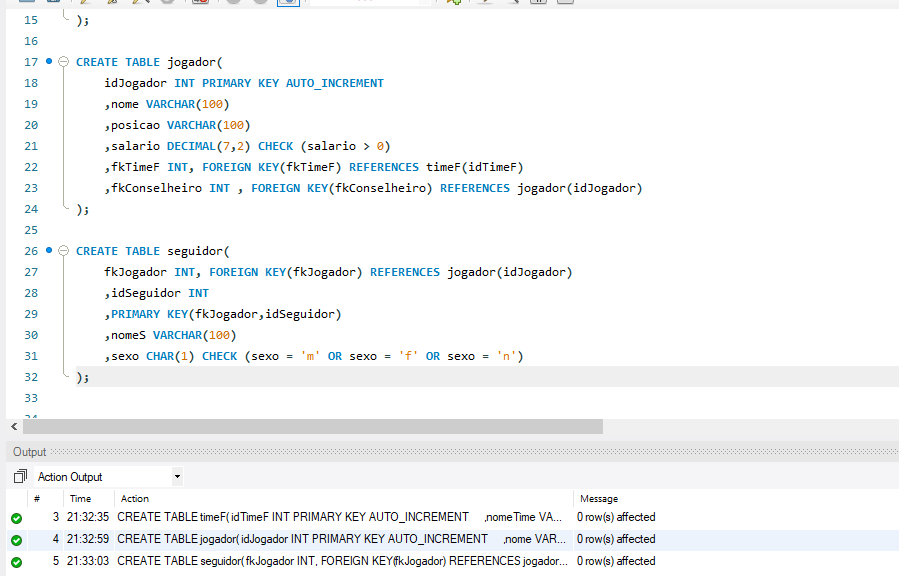 15 );
16
17 CREATE TABLE jogador(
18 idJogador INT PRIMARY KEY AUTO_INCREMENT
19 ,nome VARCHAR(100)
20 ,posicao VARCHAR(100)
21 ,salario DECIMAL(7,2) CHECK (salario > 0)
22 ,fkTimeF INT, FOREIGN KEY(fkTimeF) REFERENCES timeF(idTimeF)
23 ,fkConselheiro INT , FOREIGN KEY(fkConselheiro) REFERENCES jogador(idJogador)
24 );
25
26 CREATE TABLE seguidor(
27 fkJogador INT, FOREIGN KEY(fkJogador) REFERENCES jogador(idJogador)
28 ,idSeguidor INT
29 ,PRIMARY KEY(fkJogador,idSeguidor)
30 ,nomeS VARCHAR(100)
31 ,sexo CHAR(1) CHECK (sexo = 'm' OR sexo = 'f' OR sexo = 'n')
32 );
33
Output
Action Output
# Time Action Message
3 21:32:35 CREATE TABLE timeF( idTimeF INT PRIMARY KEY AUTO_INCREMENT ,nomeTime VA... 0 row(s) affected
4 21:32:59 CREATE TABLE jogador( idJogador INT PRIMARY KEY AUTO_INCREMENT ,nome VAR... 0 row(s) affected
5 21:33:03 CREATE TABLE seguidor( fkJogador INT, FOREIGN KEY(fkJogador) REFERENCES jogador... 0 row(s) affected